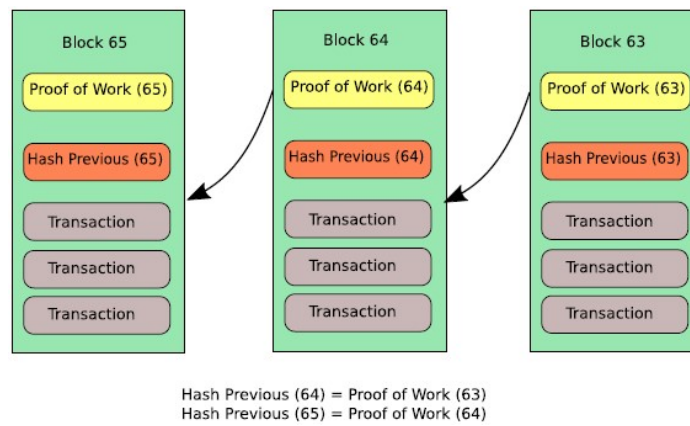 Block 65
Proof of Work (65)
Hash Previous (65)
Transaction
Transaction
Transaction
Block 64
Proof of Work (64)
Hash Previous (64)
Transaction
Transaction
Transaction
Block 63
Proof of Work (63)
Hash Previous (63)
Transaction
Transaction
Transaction
Hash Previous (64) = Proof of Work (63)
Hash Previous (65) = Proof of Work (64)